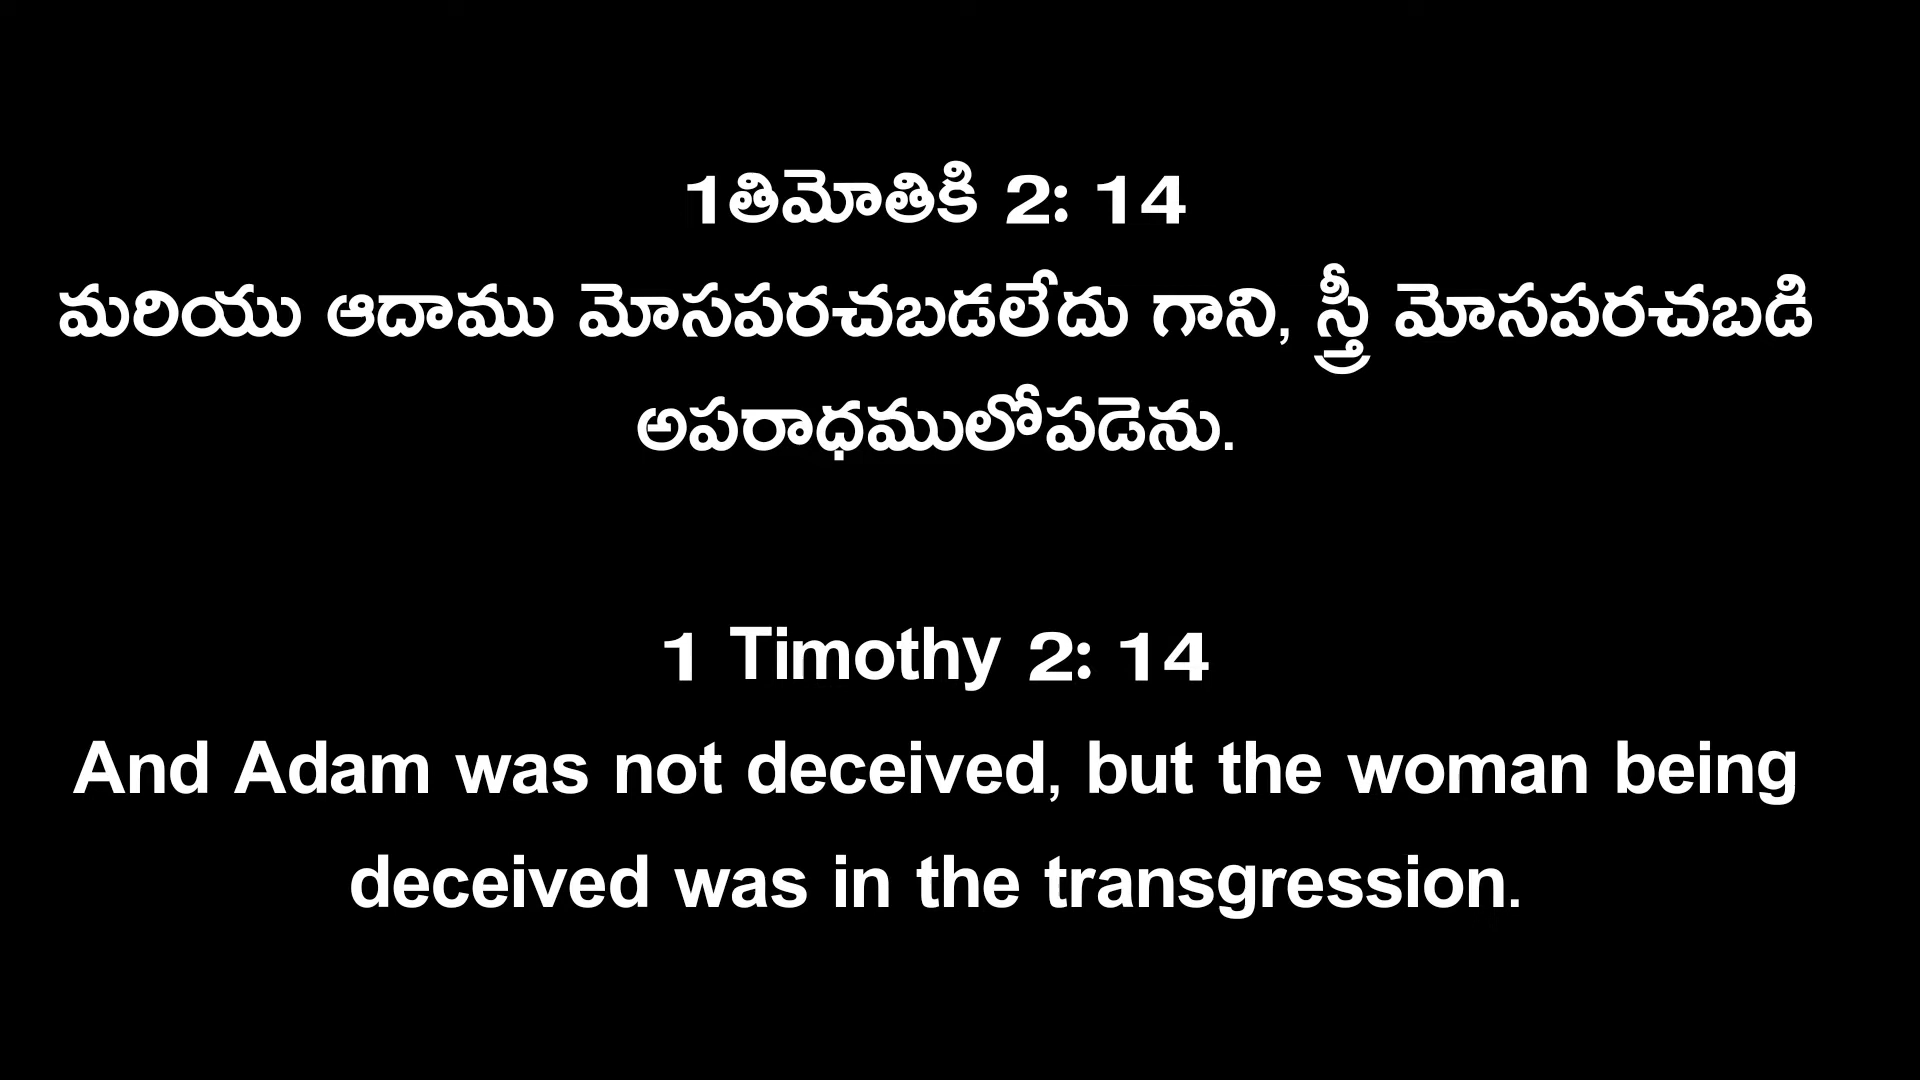 1తిమోతికి 2: 14
మరియు ఆదాము మోసపరచబడలేదు గాని, స్త్రీ మోసపరచబడి
అపరాధములోపడెను.
1 Timothy 2: 14
And Adam was not deceived, but the woman being
deceived was in the transgression.